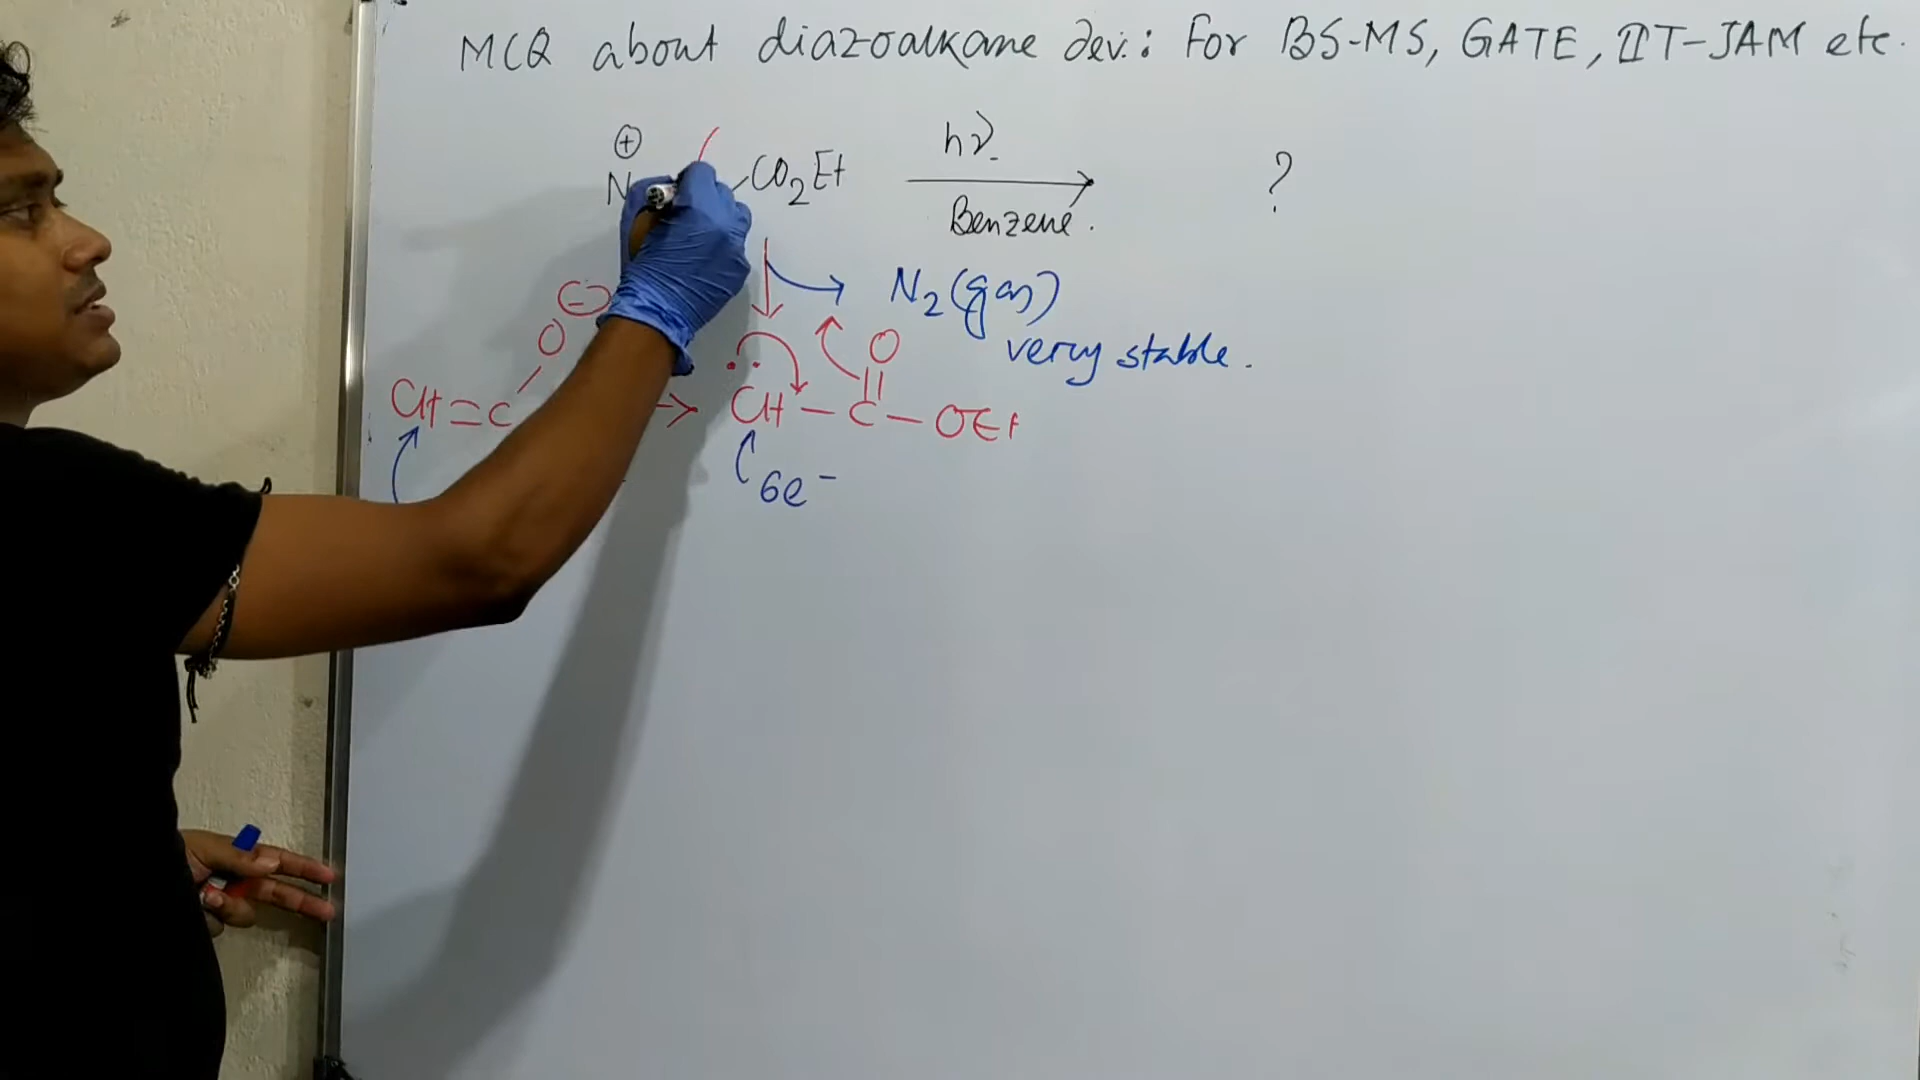 MCQ about diazoalkane dev.: For BS-MS, GATE, IIT-JAM etc.
⊕
N CO2Et hν Benzene. ?
⊖
O
N2 (gas)
very stable.
O
CH=C CH-C-OEt
6e-